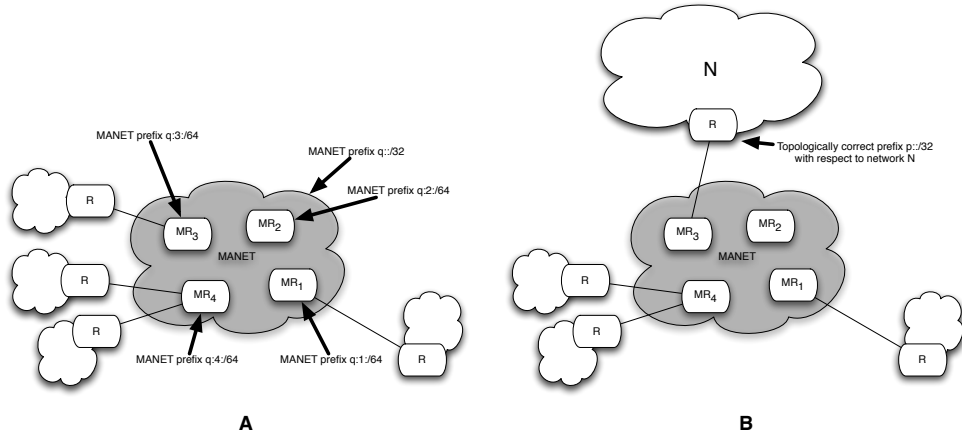 N
R
MANET prefix q:3:/64
MANET prefix q::/32
Topologically correct prefix p::/32
with respect to network N
MANET prefix q:2:/64
R
MR2
MR3
MANET
MR2
MR3
MANET
R
MR1
MR4
R
MR1
MR4
R
R
MANET prefix q:4:/64
MANET prefix q:1:/64
R
R
A
B